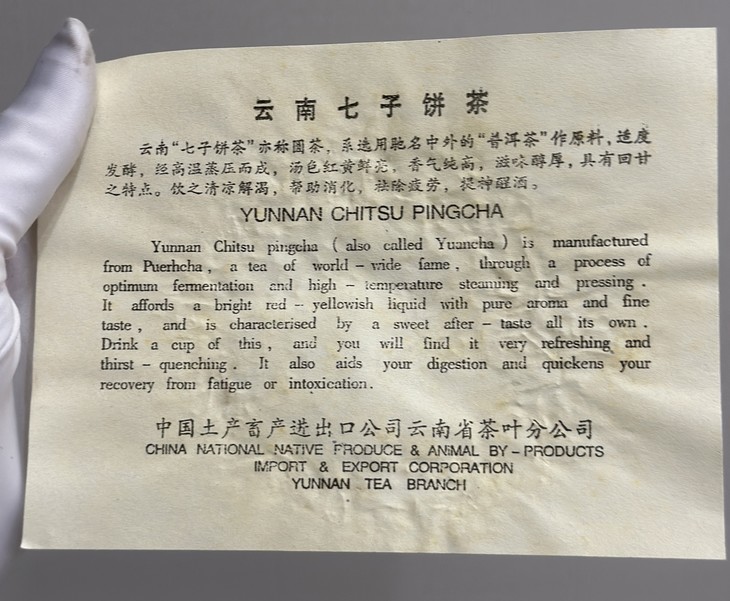 云南七子饼茶
云南“七子饼茶”亦称圆茶，系选用驰名中外的“普洱茶”作原料，适度
发酵，经高温蒸压而成，汤色红黄鲜亮，香气纯高，滋味醇厚，具有回甘
之特点。饮之清凉解渴，帮助消化，祛除疲劳，提神醒酒。
YUNNAN CHITSU PINGCHA
Yunnan Chitsu pingcha ( also called Yuancha ) is manufactured
from Puerhcha , a tea of world - wide fame , through a process of
optimum fermentation and high - temperature steaming and pressing .
It affords a bright red - yellowish liquid with pure aroma and fine
taste , and is characterised by a sweet after - taste all its own .
Drink a cup of this , and you will find it very refreshing and
thirst - quenching . It also aids your digestion and quickens your
recovery from fatigue or intoxication .
中国土产畜产进出口公司云南省茶叶分公司
CHINA NATIONAL NATIVE PRODUCE & ANIMAL BY-PRODUCTS
IMPORT & EXPORT CORPORATION
YUNNAN TEA BRANCH